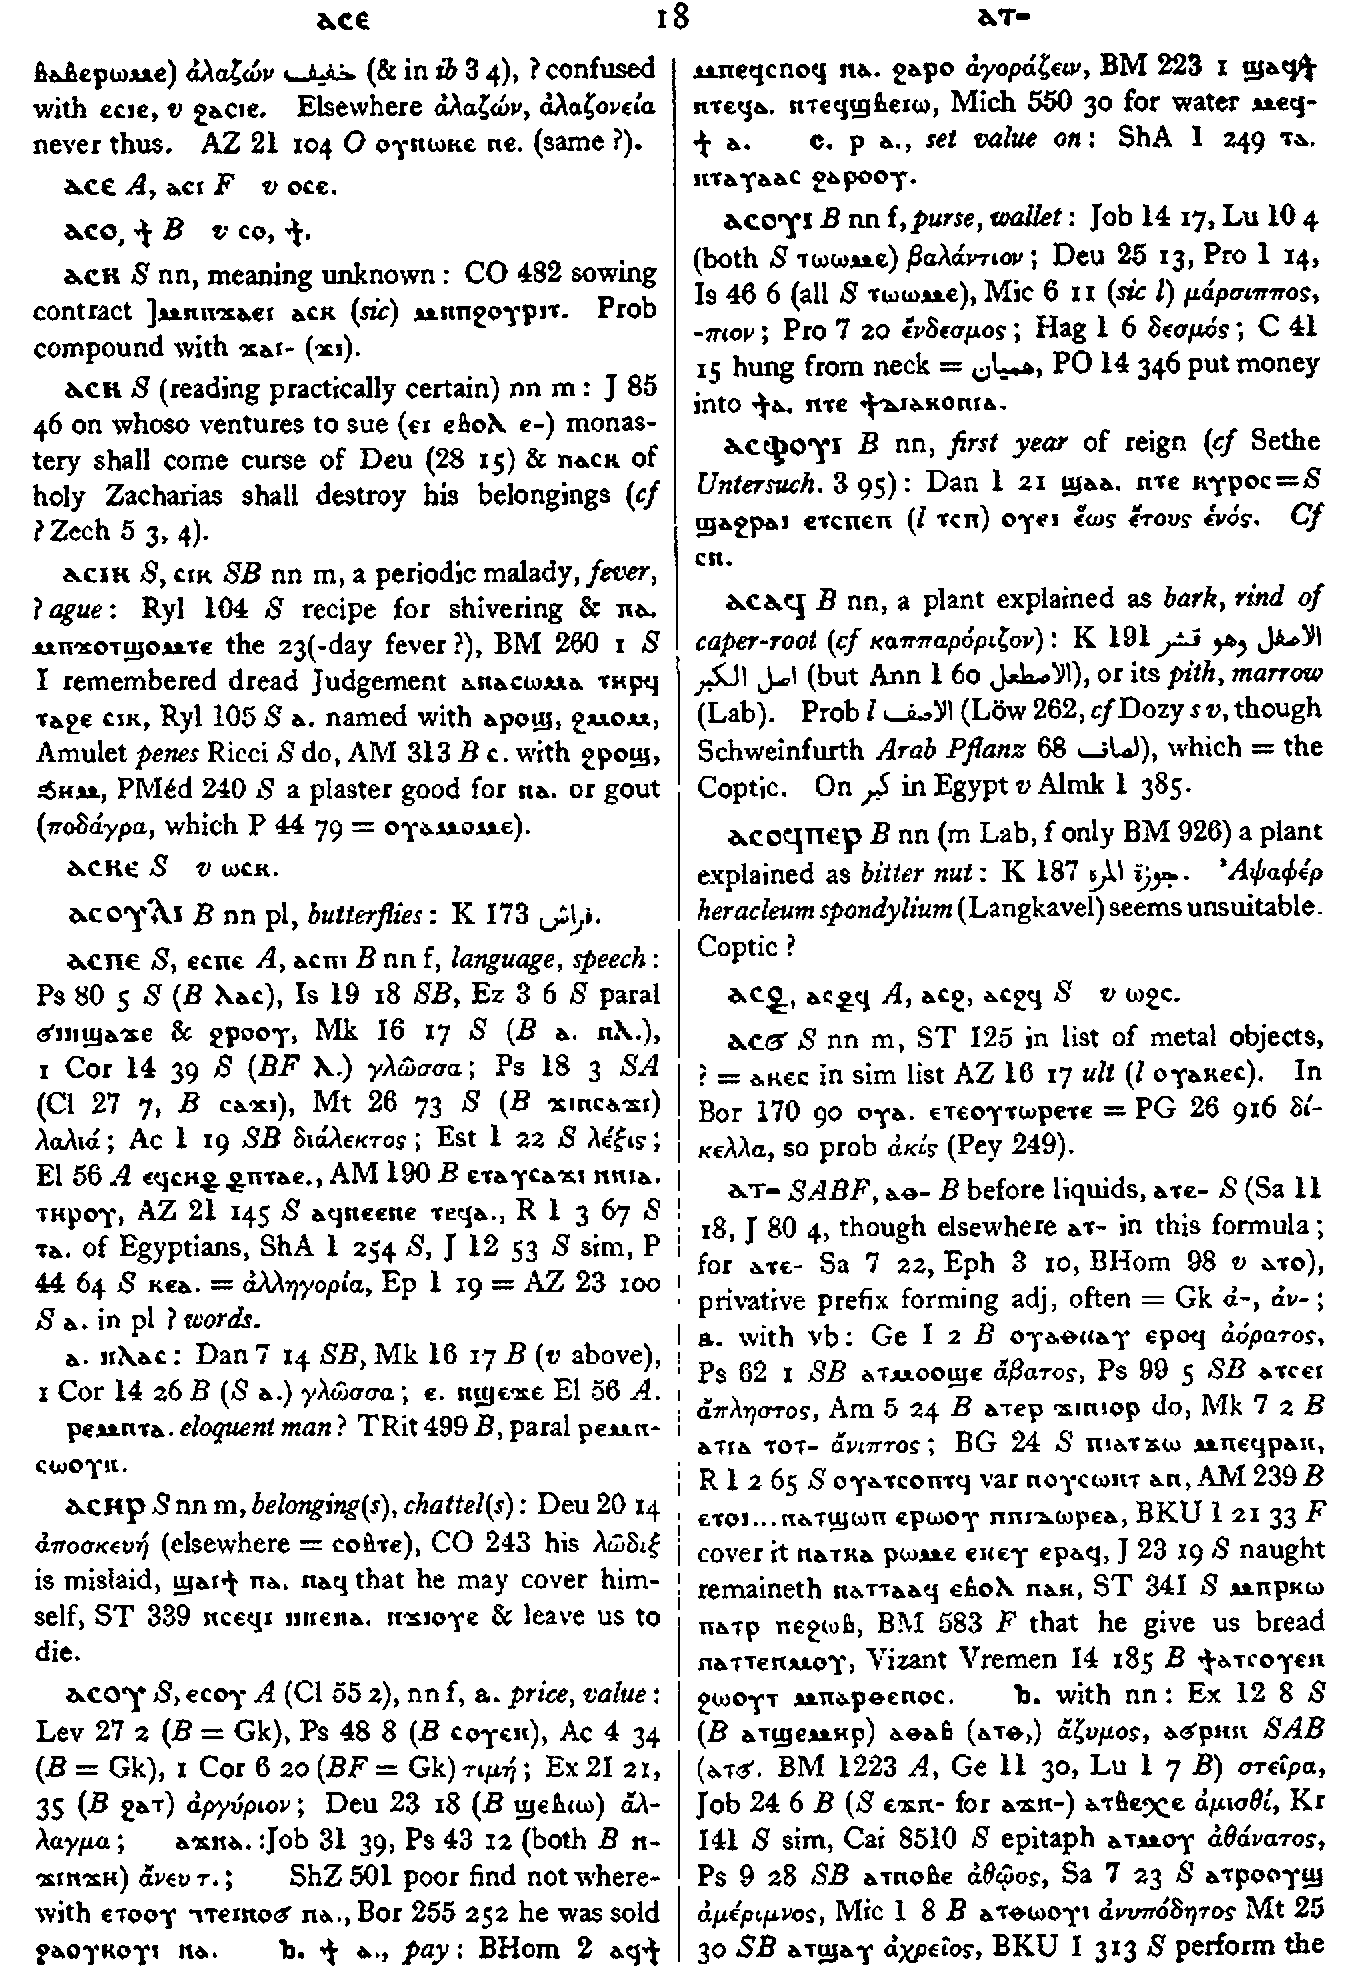 ⲁⲥⲉ 18 ⲁⲧ-
ⲃⲁⲃⲉⲣⲱⲙⲉ) ἀλαζών خفيف (& in ib 3 4), ? confused
with ⲉⲥⲓⲉ, v ϩⲁⲥⲓⲉ. Elsewhere ἀλαζών, ἀλαζονεία
never thus. AZ 21 104 O ⲟⲩⲡⲱⲕⲉ ⲡⲉ. (same ?).
ⲁⲥⲉ A, ⲁⲥⲓ F v ⲟⲥⲉ.
ⲁⲥⲟ, ϯ B v ⲥⲟ, ϯ.
ⲁⲥⲕ S nn, meaning unknown : CO 482 sowing
contract ]ⲙⲡⲡϫⲁⲉⲓ ⲁⲥⲕ (sic) ⲙⲡⲡϩⲟⲩⲣⲓⲧ. Prob
compound with ϫⲁⲓ- (ϫⲓ).
ⲁⲥⲕ S (reading practically certain) nn m : J 85
46 on whoso ventures to sue (ⲉⲓ ⲉⲃⲟⲗ ⲉ-) monas-
tery shall come curse of Deu (28 15) & ⲡⲁⲥⲕ of
holy Zacharias shall destroy his belongings (cf
? Zech 5 3, 4).
ⲁⲥⲓⲕ S, ⲥⲓⲕ SB nn m, a periodic malady, fever,
? ague : Ryl 104 S recipe for shivering & ⲡⲁ.
ⲙⲡϫⲟⲧϣⲟⲙⲧⲉ the 23(-day fever ?), BM 260 1 S
I remembered dread Judgement ⲁⲡⲁⲥⲱⲙⲁ ⲧⲏⲣϥ
ⲧⲁϩⲉ ⲥⲓⲕ, Ryl 105 S ⲁ. named with ⲁⲣⲟϣ, ϩⲙⲟⲙ,
Amulet penes Ricci S do, AM 313 B ⲥ. with ϩⲣⲟϣ,
ϧⲏⲙ, PMéd 240 S a plaster good for ⲡⲁ. or gout
(ποδάγρα, which P 44 79 = ⲟⲩⲁⲙⲟⲙⲉ).
ⲁⲥⲕⲉ S v ⲱⲥⲕ.
ⲁⲥⲟⲩⲗⲓ B nn pl, butterflies : K 173 فراش.
ⲁⲥⲡⲉ S, ⲉⲥⲡⲉ A, ⲁⲥⲡⲓ B nn f, language, speech :
Ps 80 5 S (B ⲗⲁⲥ), Is 19 18 SB, Ez 3 6 S paral
ϭⲓⲛϣⲁϫⲉ & ϩⲣⲟⲟⲩ, Mk 16 17 S (B ⲁ. ⲛⲗ.),
1 Cor 14 39 S (BF ⲗ.) γλῶσσα ; Ps 18 3 SA
(Cl 27 7, B ⲥⲁϫⲓ), Mt 26 73 S (B ϫⲓⲛⲥⲁϫⲓ)
λαλιά ; Ac 1 19 SB διάλεκτος ; Est 1 22 S λέξις ;
El 56 A ⲉϥⲥⲏϩ ϩⲛⲧⲁⲉ., AM 190 B ⲉⲧⲁⲩⲥⲁϫⲓ ⲛⲛⲓⲁ.
ⲧⲏⲣⲟⲩ, AZ 21 145 S ⲁϥⲡⲉⲉⲛⲉ ⲧⲉϥⲁ., R 1 3 67 S
ⲧⲁ. of Egyptians, ShA 1 254 S, J 12 53 S sim, P
44 64 S ⲕⲉⲁ. = ἀλληγορία, Ep 1 19 = AZ 23 100
S ⲁ. in pl ? words.
ⲁ. ⲛⲗⲁⲥ : Dan 7 14 SB, Mk 16 17 B (v above),
1 Cor 14 26 B (S ⲁ.) γλῶσσα ; ⲉ. ⲛϣⲉϫⲉ El 56 A.
ⲣⲉⲙⲛⲧⲁ. eloquent man ? TRit 499 B, paral ⲣⲉⲙⲛ-
ⲥⲱⲟⲩⲛ.
ⲁⲥⲏⲣ S nn m, belonging(s), chattel(s) : Deu 20 14
ἀποσκευή (elsewhere = ⲥⲟⲃⲧⲉ), CO 243 his λῶδιξ
is mislaid, ϣⲁⲓϯ ⲡⲁ. ⲛⲁϥ that he may cover him-
self, ST 339 ⲛⲥⲉϥⲓ ⲛⲛⲉⲛⲁ. ⲛϫⲓⲟⲩⲉ & leave us to
die.
ⲁⲥⲟⲩ S, ⲉⲥⲟⲩ A (Cl 55 2), nn f, a. price, value :
Lev 27 2 (B = Gk), Ps 48 8 (B ⲥⲟⲩⲉⲛ), Ac 4 34
(B = Gk), 1 Cor 6 20 (BF = Gk) τιμή ; Ex 21 21,
35 (B ϩⲁⲧ) ἀργύριον ; Deu 23 18 (B ϣⲉⲃⲓⲱ) ἄλ-
λαγμα ; ⲁϫⲛⲁ. : Job 31 39, Ps 43 12 (both B ⲛ-
ϫⲓⲛϫⲏ) ἄνευ τ. ; ShZ 501 poor find not where-
with ⲉⲧⲟⲟⲩ ⲛⲧⲉⲓⲛⲟϭ ⲛⲁ., Bor 255 252 he was sold
ϩⲁⲟⲩⲕⲟⲩⲓ ⲛⲁ. b. ϯ ⲁ., pay : BHom 2 ⲁϥϯ
ⲙⲡⲉϥⲥⲛⲟϥ ⲛⲁ. ϩⲁⲣⲟ ἀγοράζειν, BM 223 1 ϣⲁϥϯ
ⲛⲧⲉϥⲁ. ⲛⲧⲉϥϣⲃⲉⲓⲱ, Mich 550 30 for water ⲙⲉϥ-
ϯ ⲁ. c. ⲣ ⲁ., set value on : ShA 1 249 ⲧⲁ.
ⲛⲧⲁⲩⲁⲁⲥ ϩⲁⲣⲟⲟⲩ.
ⲁⲥⲟⲩⲓ B nn f, purse, wallet : Job 14 17, Lu 10 4
(both S ⲧⲱⲱⲙⲉ) βαλάντιον ; Deu 25 13, Pro 1 14,
Is 46 6 (all S ⲧⲱⲱⲙⲉ), Mic 6 11 (sic l) μάρσιππος,
-πιον ; Pro 7 20 ἔνδεσμος ; Hag 1 6 δεσμός ; C 41
15 hung from neck = هميان, PO 14 346 put money
into ϯⲁ. ⲛⲧⲉ ϯⲇⲓⲁⲕⲟⲛⲓⲁ.
ⲁⲥⲫⲟⲩⲓ B nn, first year of reign (cf Sethe
Untersuch. 3 95) : Dan 1 21 ϣⲁⲁ. ⲛⲧⲉ ⲕⲩⲣⲟⲥ = S
ϣⲁϩⲣⲁⲓ ⲉⲧⲥⲡⲉⲡ (l ⲧⲥⲡ) ⲟⲩⲉⲓ ἕως ἔτους ἑνός. Cf
ⲥⲡ.
ⲁⲥⲁϥ B nn, a plant explained as bark, rind of
caper-root (cf καππαρόριζον) : K 191 الاصفل وهو قشر
اصل الكبر (but Ann 1 60 الاصطعل), or its pith, marrow
(Lab). Prob l الاصف (Löw 262, cf Dozy s v, though
Schweinfurth Arab Pflanz 68 لصاف), which = the
Coptic. On كبر in Egypt v Almk 1 385.
ⲁⲥⲟϥⲡⲉⲣ B nn (m Lab, f only BM 926) a plant
explained as bitter nut : K 187 جوزة المرة. Ἀψαφέρ
heracleum spondylium (Langkavel) seems unsuitable.
Coptic ?
ⲁⲥϩ, ⲁⲥϩϥ A, ⲁⲥϩ, ⲁⲥϩϥ S v ⲱϩⲥ.
ⲁⲥϭ S nn m, ST 125 in list of metal objects,
? = ⲁⲕⲉⲥ in sim list AZ 16 17 ult (l ⲟⲩⲁⲕⲉⲥ). In
Bor 170 90 ⲟⲩⲁ. ⲉⲧⲉⲟⲩⲧⲱⲣⲉⲧⲉ = PG 26 916 δί-
κελλα, so prob ἀκίς (Pey 249).
ⲁⲧ- SABF, ⲁⲑ- B before liquids, ⲁⲧⲉ- S (Sa 11
18, J 80 4, though elsewhere ⲁⲧ- in this formula ;
for ⲁⲧⲉ- Sa 7 22, Eph 3 10, BHom 98 v ⲁⲧⲟ),
privative prefix forming adj, often = Gk ἀ-, ἀν- ;
a. with vb : Ge 1 2 B ⲟⲩⲁⲑⲛⲁⲩ ⲉⲣⲟϥ ἀόρατος,
Ps 62 1 SB ⲁⲧⲙⲟⲟϣⲉ ἄβατος, Ps 99 5 SB ⲁⲧⲥⲉⲓ
ἄπληστος, Am 5 24 B ⲁⲧⲉⲣ ϫⲓⲛⲓⲟⲣ do, Mk 7 2 B
ⲁⲧⲓⲁ ⲧⲟⲧ- ἄνιπτος ; BG 24 S ⲡⲓⲁⲧϫⲱ ⲙⲡⲉϥⲣⲁⲛ,
R 1 2 65 S ⲟⲩⲁⲧⲥⲟⲛⲧϥ var ⲛⲟⲩⲥⲱⲛⲧ ⲁⲛ, AM 239 B
ⲉⲧⲟⲓ...ⲛⲁⲧϣⲱⲡ ⲉⲣⲱⲟⲩ ⲛⲛⲓⲇⲱⲣⲉⲁ, BKU 1 21 33 F
cover it ⲛⲁⲧⲕⲁ ⲣⲱⲙⲉ ⲉⲛⲉⲩ ⲉⲣⲁϥ, J 23 19 S naught
remaineth ⲛⲁⲧⲧⲁⲁϥ ⲉⲃⲟⲗ ⲛⲁⲛ, ST 341 S ⲙⲡⲣⲕⲱ
ⲛⲁⲧⲣ ⲡⲉϩⲱⲃ, BM 583 F that he give us bread
ⲛⲁⲧⲧⲉⲛⲙⲟⲩ, Vizant Vremen 14 185 B ϯⲁⲧⲥⲟⲩⲉⲛ
ϩⲱⲟⲩⲧ ⲙⲡⲁⲣⲑⲉⲛⲟⲥ. b. with nn : Ex 12 8 S
(B ⲁⲧϣⲉⲙⲏⲣ) ⲁⲑⲁⲃ (ⲁⲧⲑ,) ἄζυμος, ⲁϭⲣⲏⲛ SAB
(ⲁⲧϭ. BM 1223 A, Ge 11 30, Lu 1 7 B) στεῖρα,
Job 24 6 B (S ⲉϫⲛ- for ⲁϫⲛ-) ⲁⲧⲃⲉⲭⲉ ἀμισθί, Kr
141 S sim, Cai 8510 S epitaph ⲁⲧⲙⲟⲩ ἀθάνατος,
Ps 9 28 SB ⲁⲧⲛⲟⲃⲉ ἀθῷος, Sa 7 23 S ⲁⲧⲣⲟⲟⲩϣ
ἀμέριμνος, Mic 1 8 B ⲁⲧⲑⲱⲟⲩⲓ ἀνυπόδητος Mt 25
30 SB ⲁⲧϣⲁⲩ ἀχρεῖος, BKU 1 313 S perform the